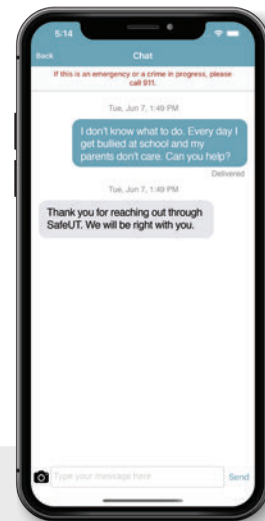 5:14
Back
Chat
If this is an emergency or a crime in progress, please
call 911.
Tue, Jun 7, 1:49 PM
I don't know what to do. Every day I
get bullied at school and my
parents don't care. Can you help?
Delivered
Tue, Jun 7, 1:49 PM
Thank you for reaching out through
SafeUT. We will be right with you.
Type your message here
Send